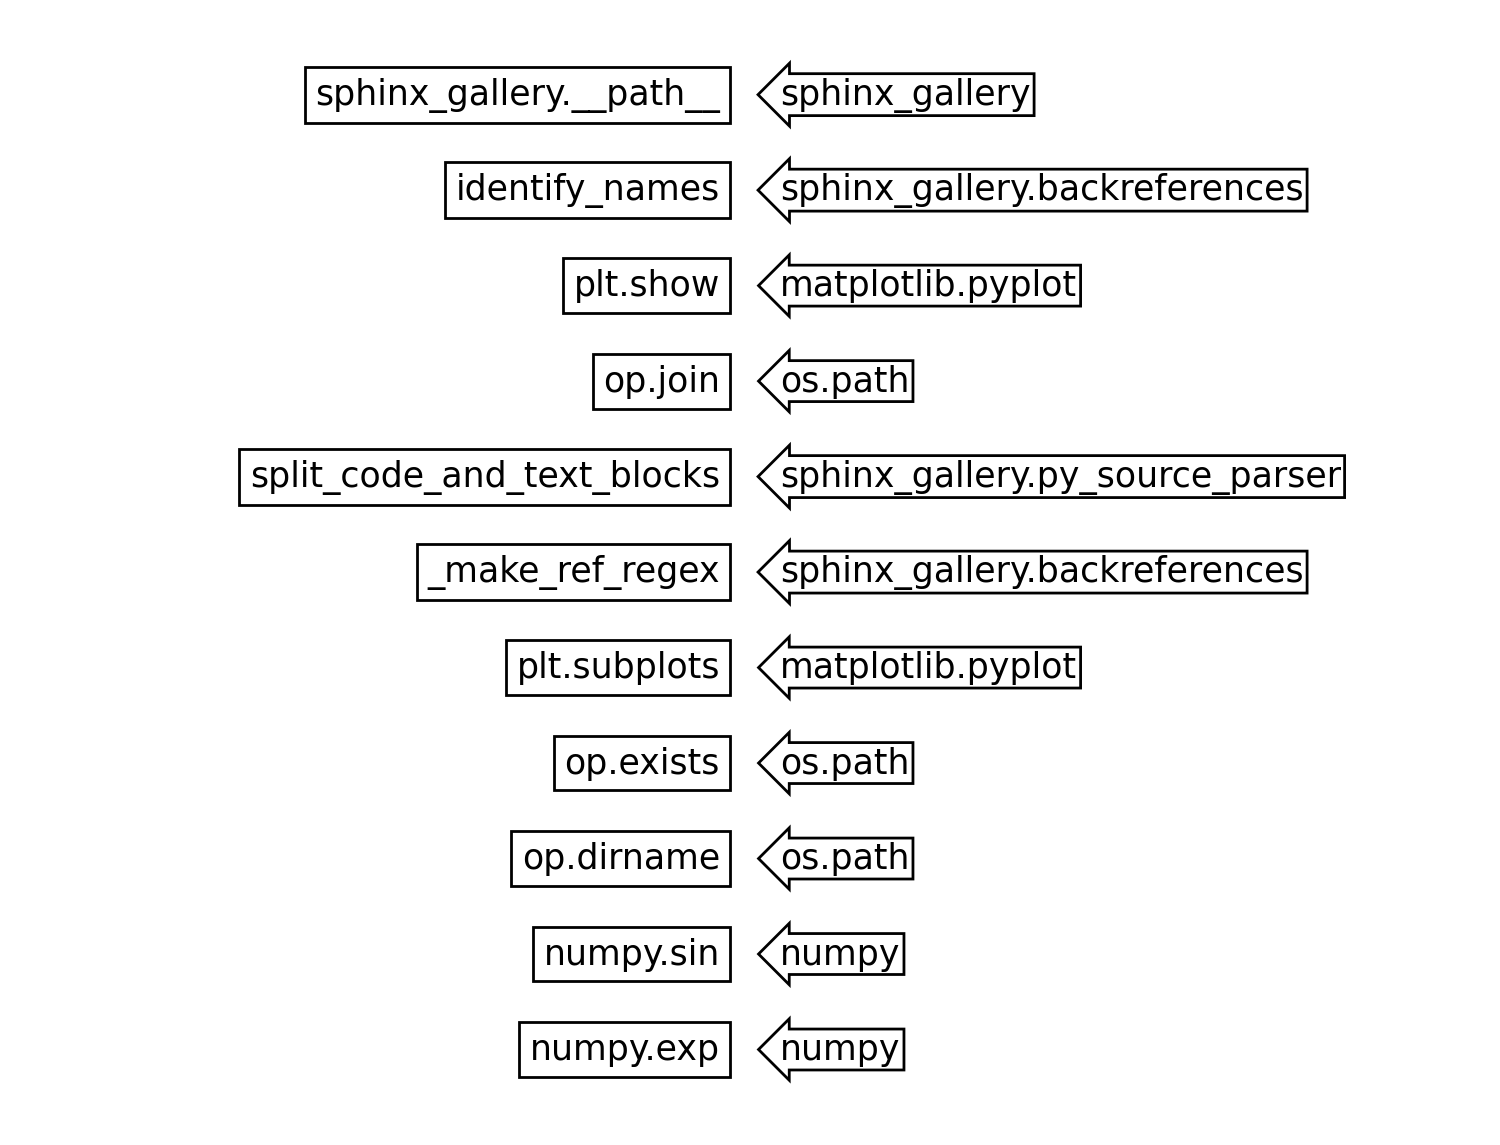 sphinx_gallery.__path__ sphinx_gallery
identify_names sphinx_gallery.backreferences
plt.show matplotlib.pyplot
op.join os.path
split_code_and_text_blocks sphinx_gallery.py_source_parser
_make_ref_regex sphinx_gallery.backreferences
plt.subplots matplotlib.pyplot
op.exists os.path
op.dirname os.path
numpy.sin numpy
numpy.exp numpy